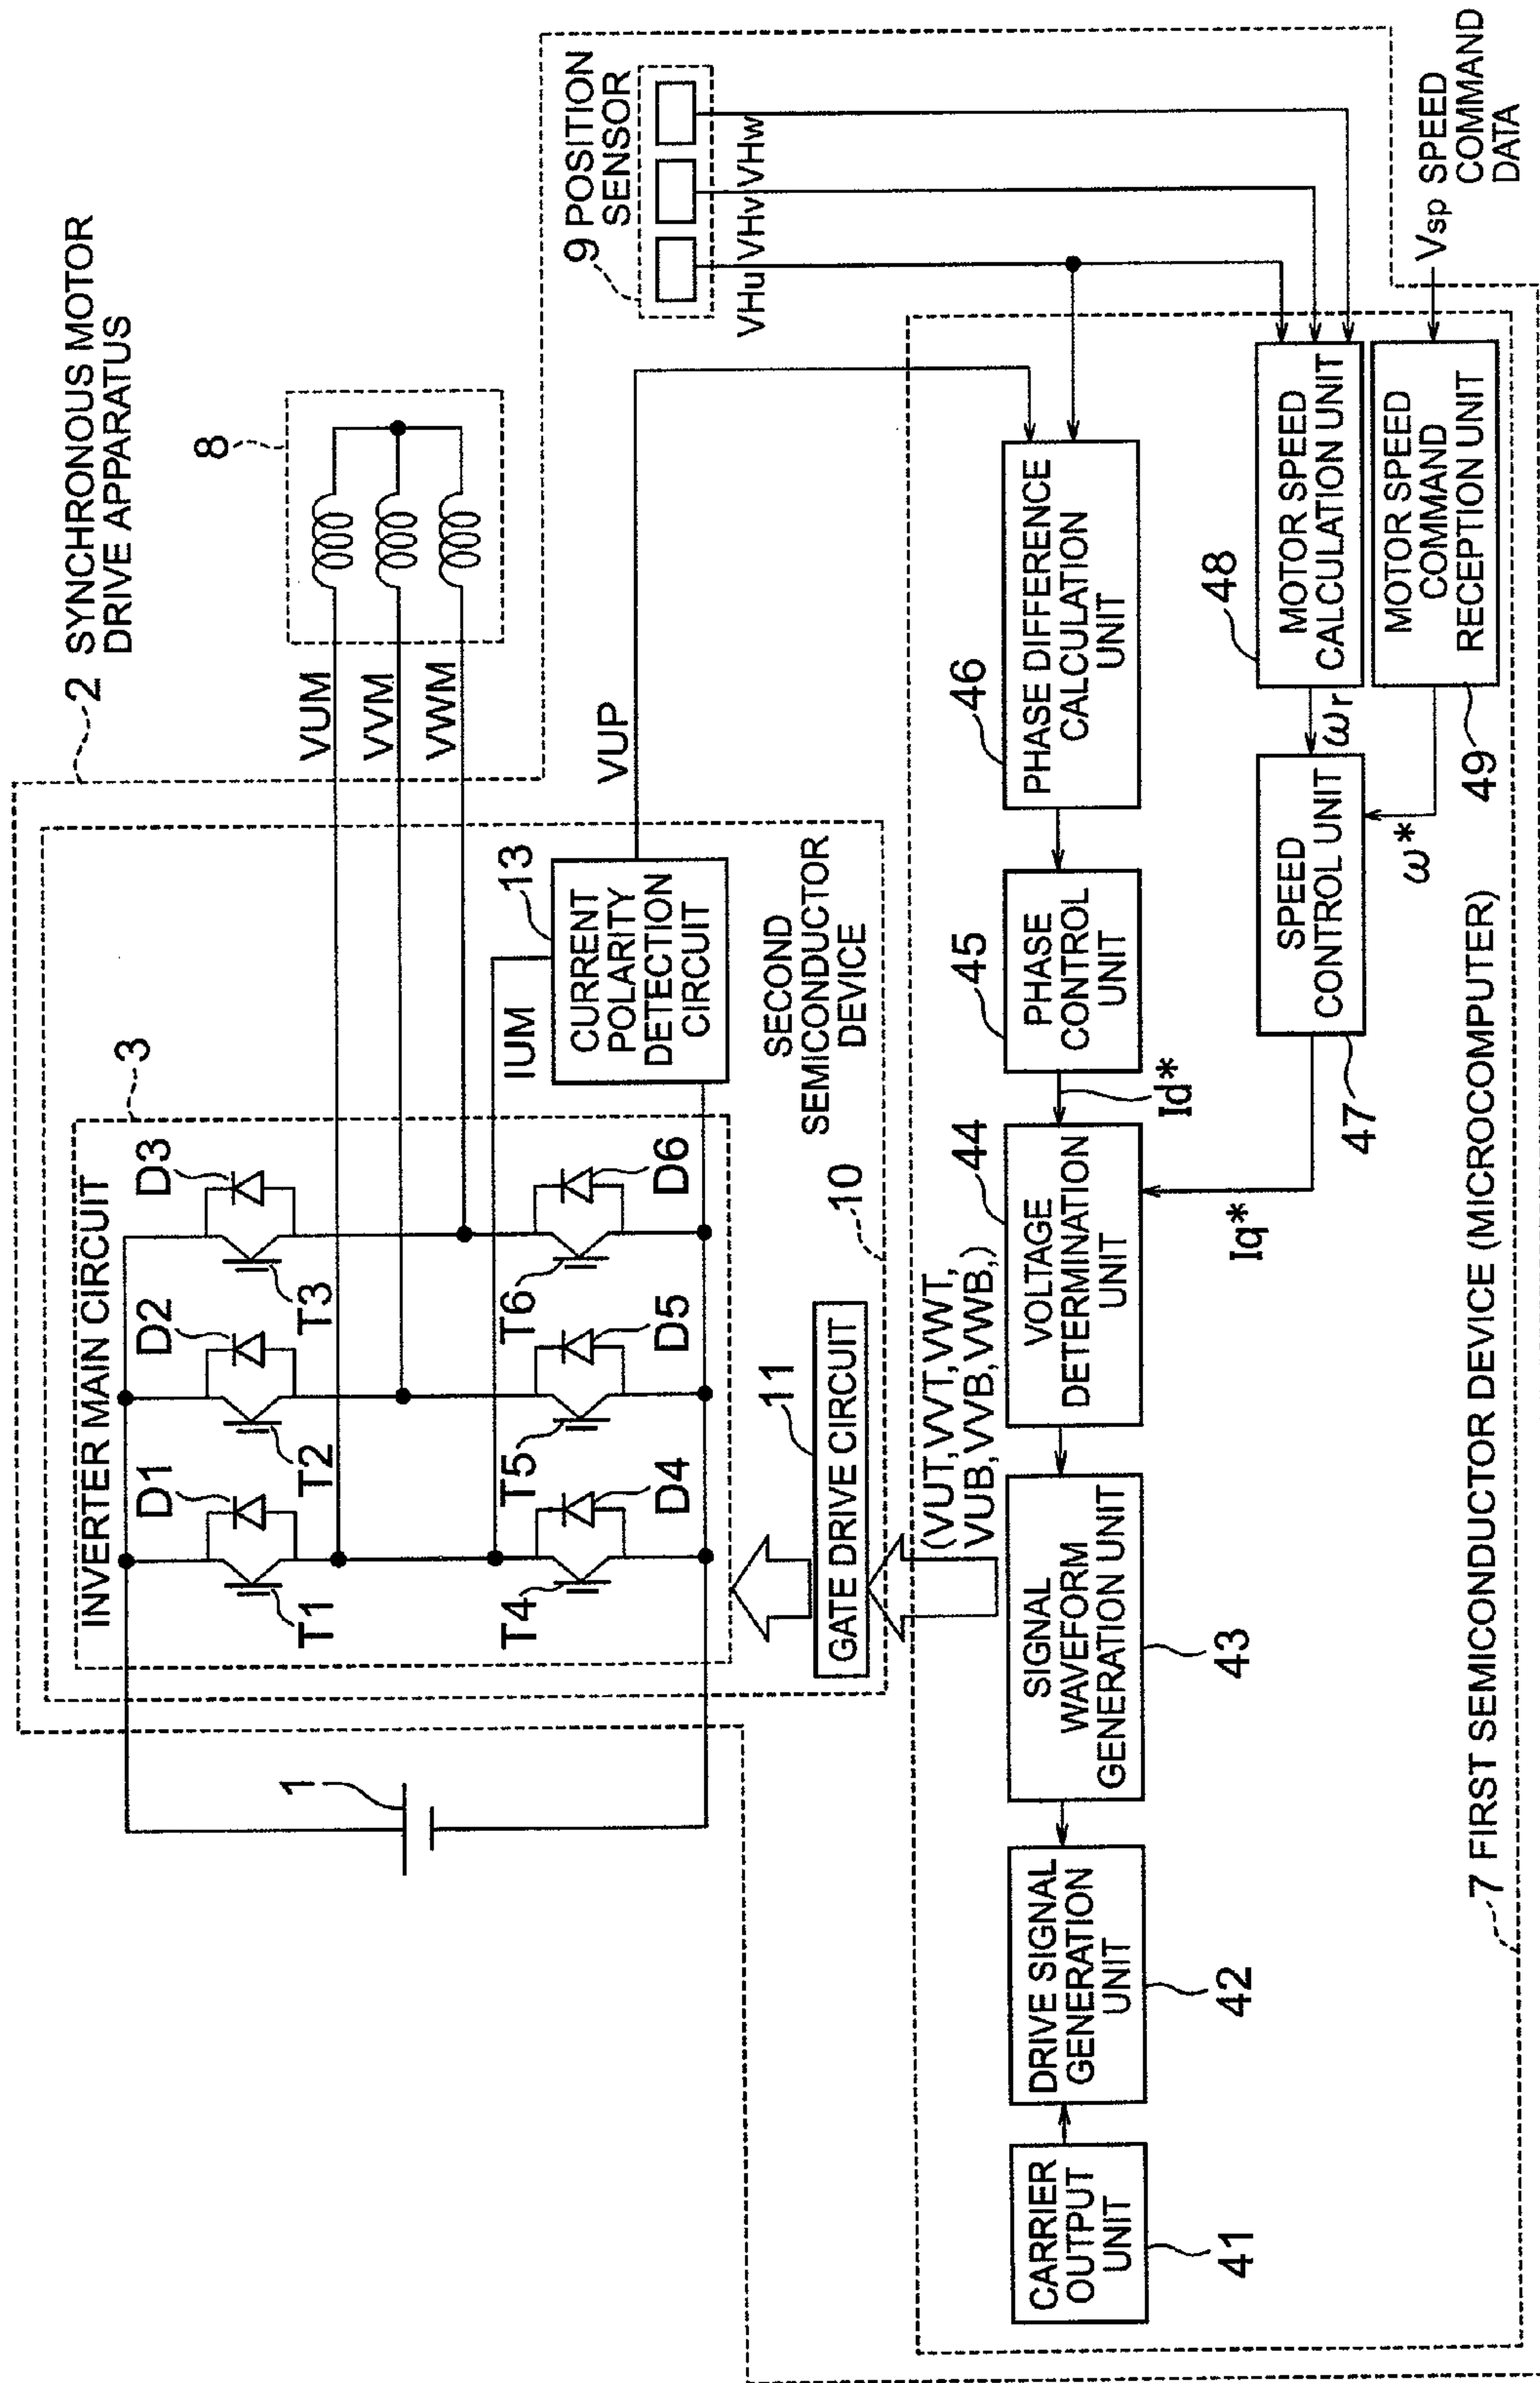 2 SYNCHRONOUS MOTOR
DRIVE APPARATUS
INVERTER MAIN CIRCUIT
3
1
D1
D2
D3
T1
T2
T3
T4
T5
T6
D4
D5
D6
VUM
VVM
VWM
8
IUM
13
CURRENT
POLARITY
DETECTION
CIRCUIT
VUP
9 POSITION
SENSOR
VHu VHv VHw
SECOND
SEMICONDUCTOR
DEVICE
10
11
GATE DRIVE CIRCUIT
(VUT,VVT,VWT,
VUB,VVB,VWB,)
CARRIER
OUTPUT
UNIT
41
DRIVE SIGNAL
GENERATION
UNIT
42
SIGNAL
WAVEFORM
GENERATION UNIT
43
44
VOLTAGE
DETERMINATION
UNIT
Id*
45
PHASE
CONTROL
UNIT
46
PHASE DIFFERENCE
CALCULATION
UNIT
Iq*
SPEED
CONTROL UNIT
47
ωr
ω*
48
MOTOR SPEED
CALCULATION UNIT
MOTOR SPEED
COMMAND
RECEPTION UNIT
49
Vsp SPEED
COMMAND
DATA
7 FIRST SEMICONDUCTOR DEVICE (MICROCOMPUTER)